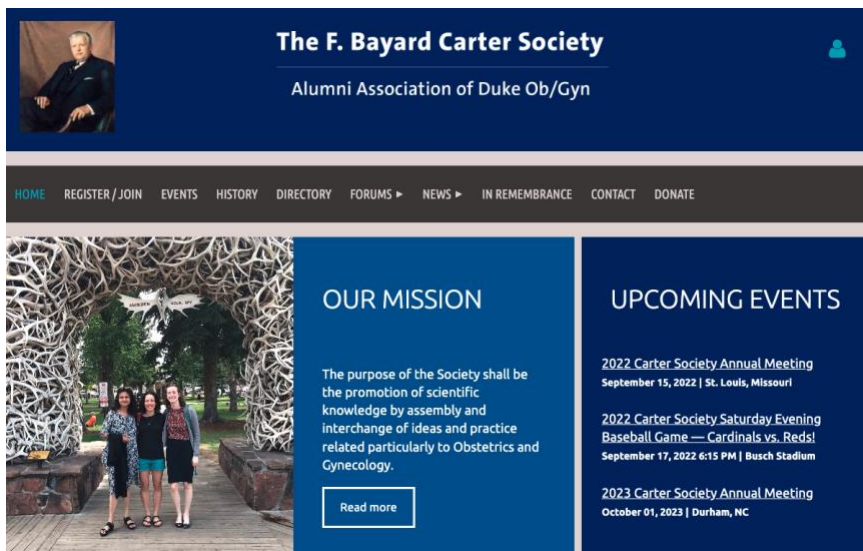 The F. Bayard Carter Society
Alumni Association of Duke Ob/Gyn
HOME REGISTER / JOIN EVENTS HISTORY DIRECTORY FORUMS ▸ NEWS ▸ IN REMEMBRANCE CONTACT DONATE
OUR MISSION
The purpose of the Society shall be
the promotion of scientific
knowledge by assembly and
interchange of ideas and practice
related particularly to Obstetrics and
Gynecology.
Read more
UPCOMING EVENTS
2022 Carter Society Annual Meeting
September 15, 2022 | St. Louis, Missouri
2022 Carter Society Saturday Evening
Baseball Game — Cardinals vs. Reds!
September 17, 2022 6:15 PM | Busch Stadium
2023 Carter Society Annual Meeting
October 01, 2023 | Durham, NC